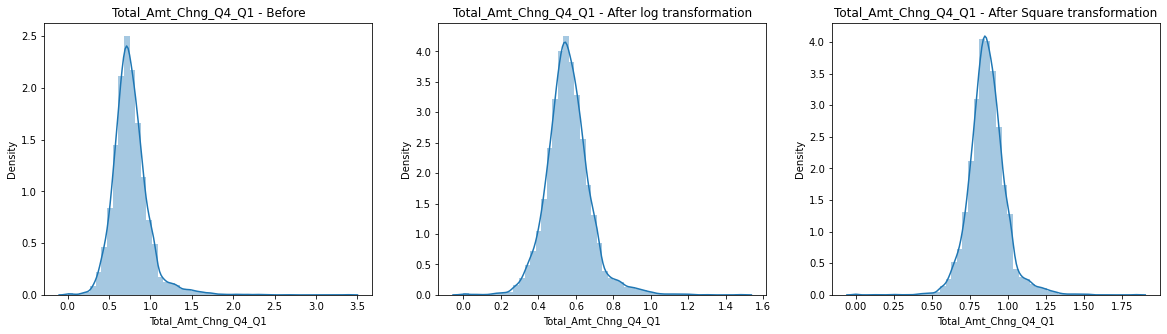 Total_Amt_Chng_Q4_Q1 - Before
2.5
2.0
1.5
1.0
0.5
0.0
Density
0.0 0.5 1.0 1.5 2.0 2.5 3.0 3.5
Total_Amt_Chng_Q4_Q1
Total_Amt_Chng_Q4_Q1 - After log transformation
4.0
3.5
3.0
2.5
2.0
1.5
1.0
0.5
0.0
Density
0.0 0.2 0.4 0.6 0.8 1.0 1.2 1.4 1.6
Total_Amt_Chng_Q4_Q1
Total_Amt_Chng_Q4_Q1 - After Square transformation
4.0
3.5
3.0
2.5
2.0
1.5
1.0
0.5
0.0
Density
0.00 0.25 0.50 0.75 1.00 1.25 1.50 1.75
Total_Amt_Chng_Q4_Q1